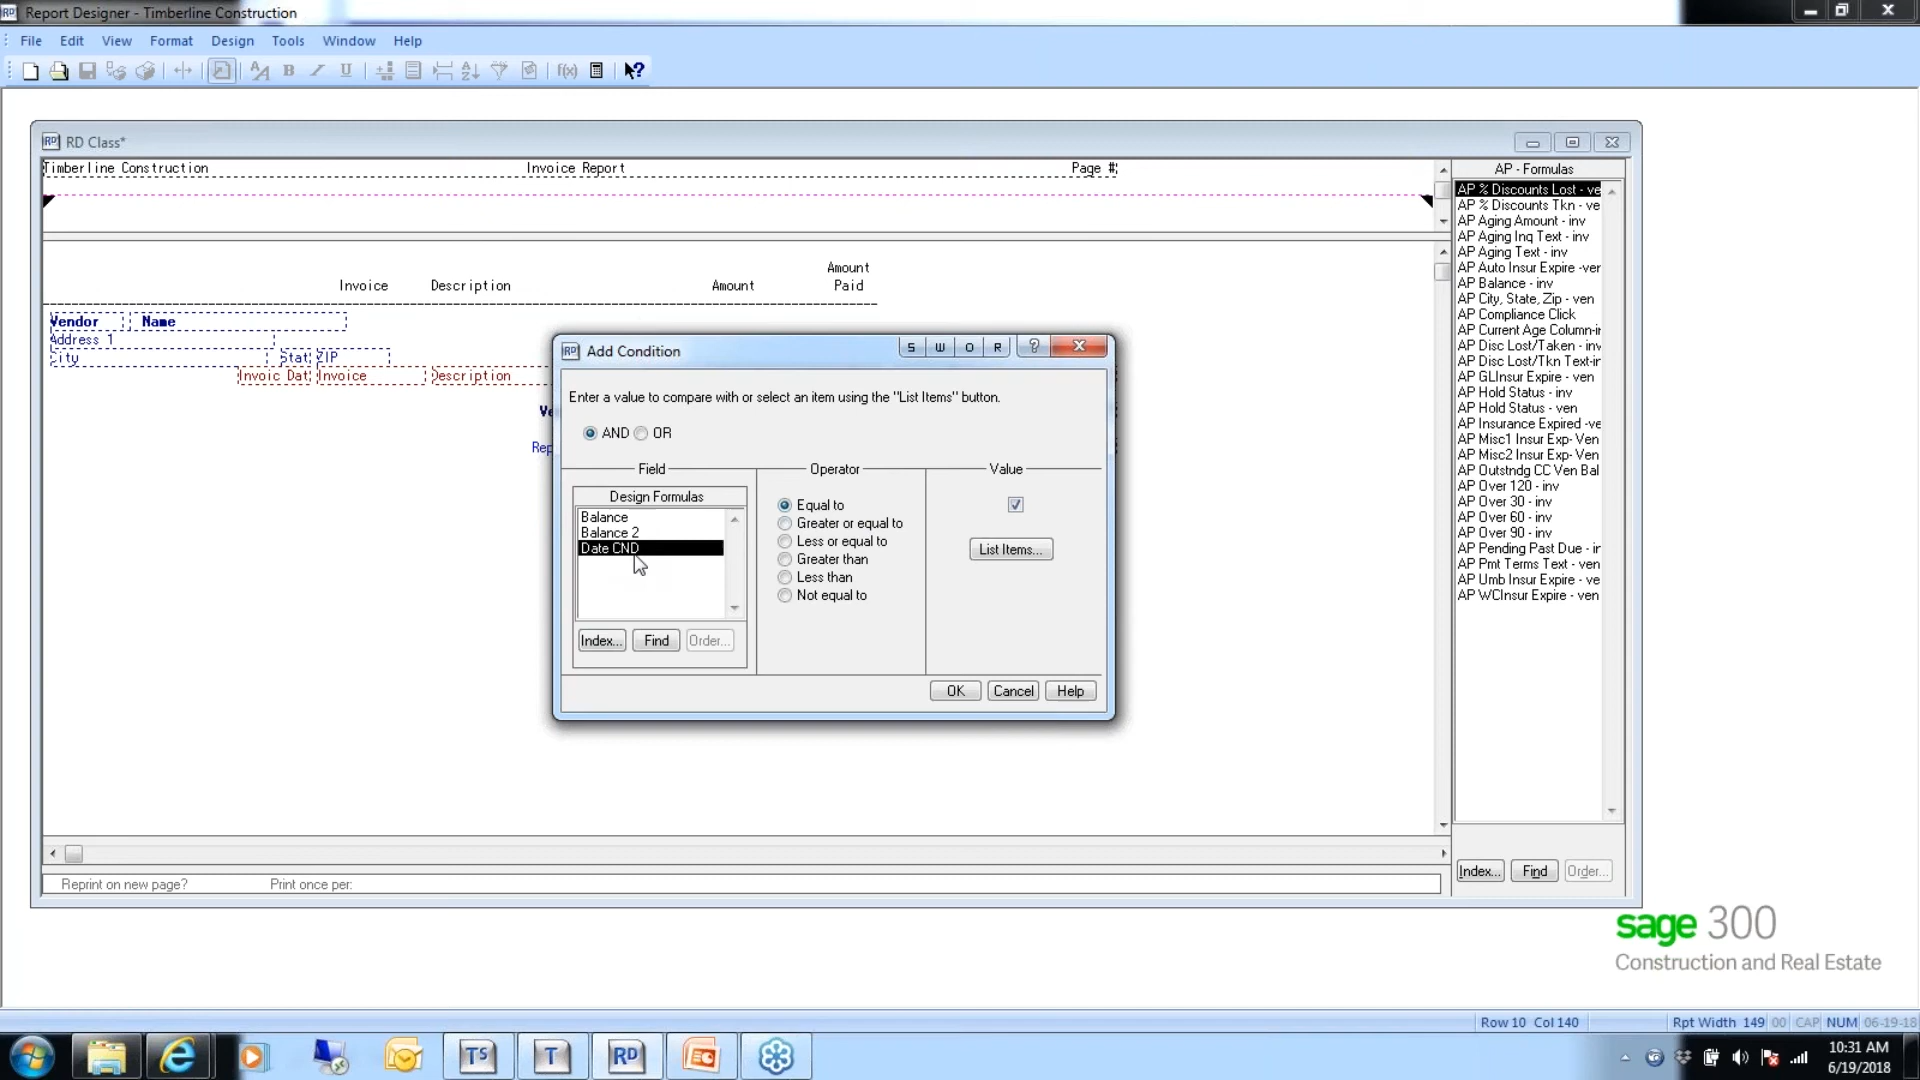 Report Designer - Timberline Construction
File Edit View Format Design Tools Window Help
RD Class*
Timberline Construction Invoice Report Page #
Amount
Invoice Description Amount Paid
Vendor Name
Address 1
City Stat ZIP
Invoic Dat Invoice Description
Ve
Rep
Reprint on new page? Print once per:
Add Condition
S W O R ?
Enter a value to compare with or select an item using the "List Items" button.
AND OR
Field Operator Value
Design Formulas
Balance
Balance 2
Date CND
Index... Find Order...
Equal to
Greater or equal to
Less or equal to
Greater than
Less than
Not equal to
List Items...
OK Cancel Help
AP - Formulas
AP % Discounts Lost - ve
AP % Discounts Tkn - ve
AP Aging Amount - inv
AP Aging Inq Text - inv
AP Aging Text - inv
AP Auto Insur Expire -ver
AP Balance - inv
AP City, State, Zip - ven
AP Compliance Click
AP Current Age Column-ir
AP Disc Lost/Taken - inv
AP Disc Lost/Tkn Text-ir
AP GLInsur Expire - ven
AP Hold Status - inv
AP Hold Status - ven
AP Insurance Expired -ve
AP Misc1 Insur Exp- Ven
AP Misc2 Insur Exp- Ven
AP Outstndg CC Ven Bal
AP Over 120 - inv
AP Over 30 - inv
AP Over 60 - inv
AP Over 90 - inv
AP Pending Past Due - ir
AP Pmt Terms Text - ven
AP Umb Insur Expire - ve
AP WCInsur Expire - ven
Index... Find Order...
sage 300
Construction and Real Estate
Row 10 Col 140 Rpt Width 149 00 CAP NUM 06-19-18
TS T RD
10:31 AM
6/19/2018